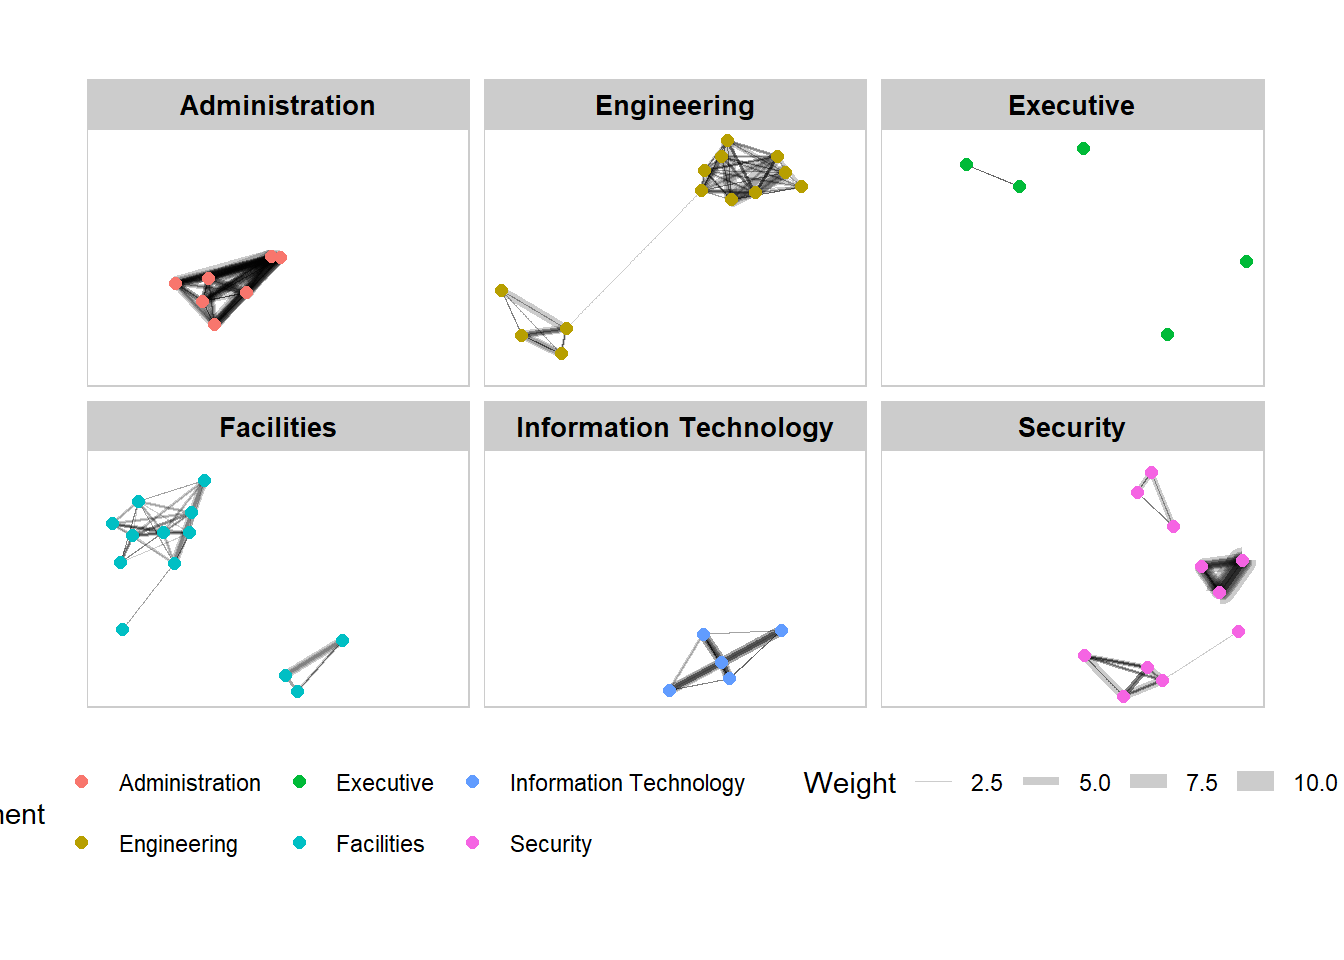 Administration Engineering Executive
Facilities Information Technology Security
Administration Executive Information Technology Weight 2.5 5.0 7.5 10.0
Engineering Facilities Security